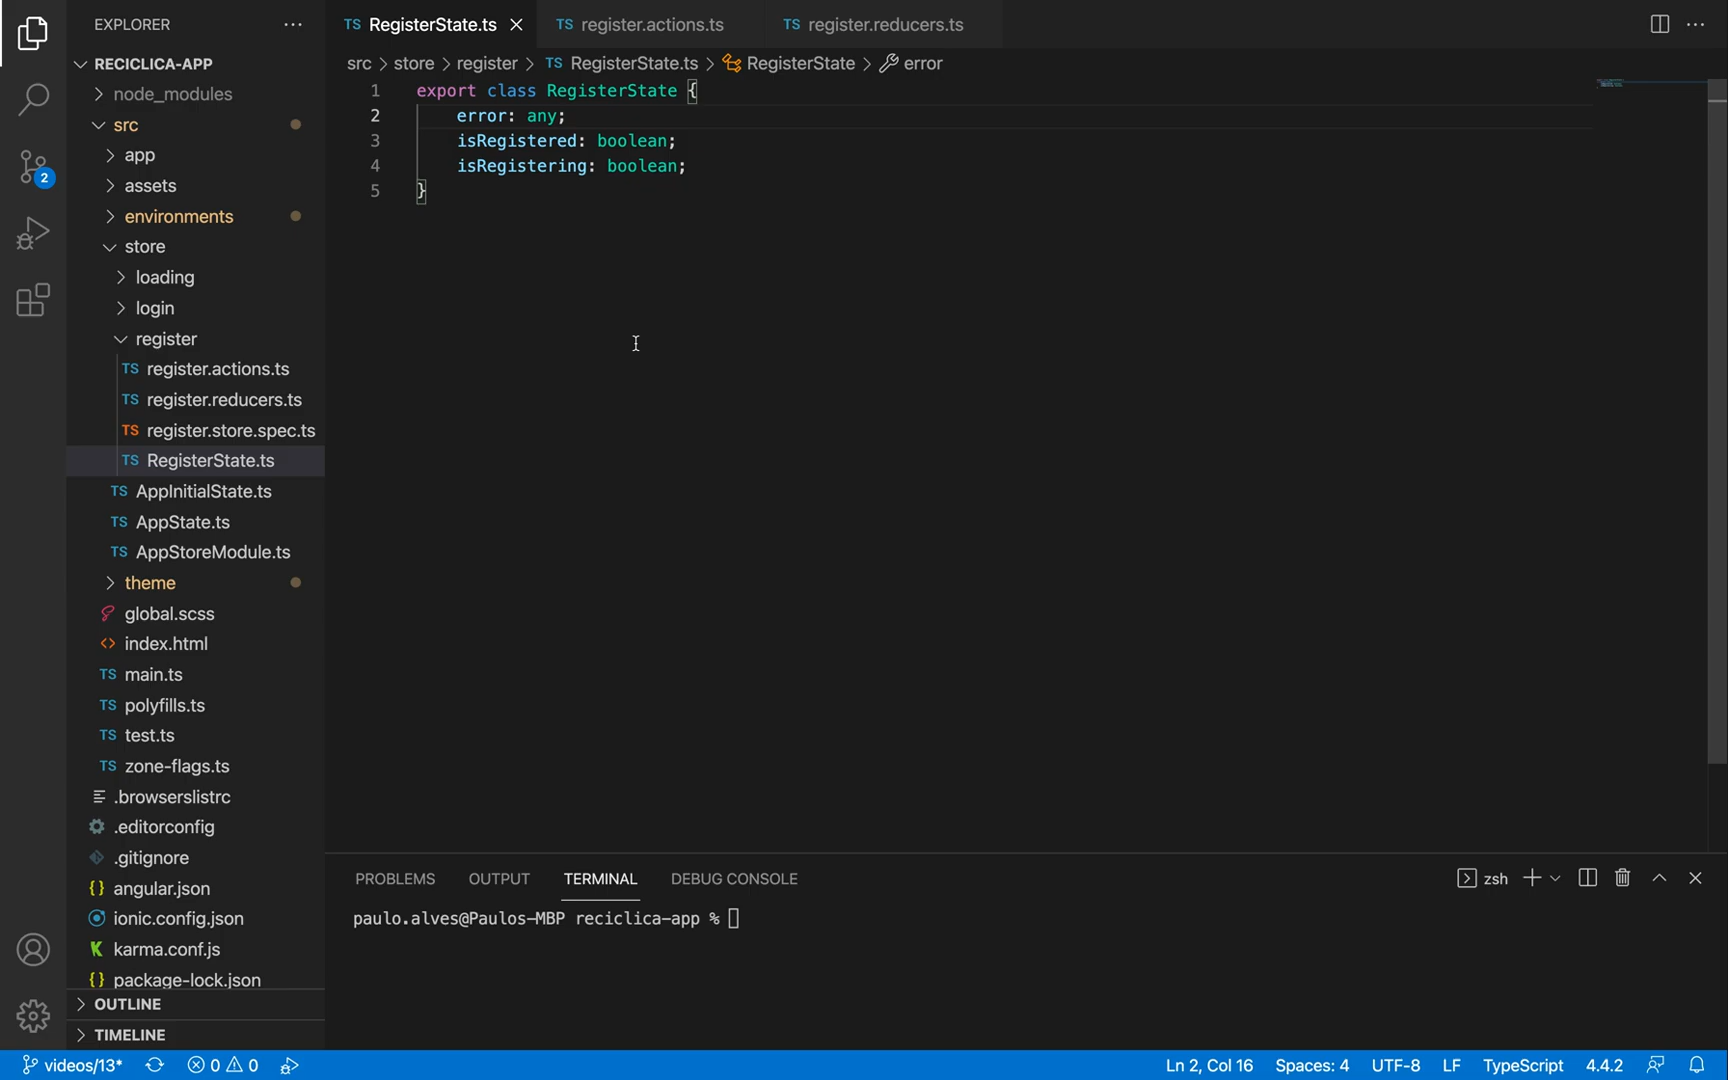 EXPLORER
RECICLICA-APP
node_modules
src
app
assets
environments
store
loading
login
register
TS register.actions.ts
TS register.reducers.ts
TS register.store.spec.ts
TS RegisterState.ts
TS AppInitialState.ts
TS AppState.ts
TS AppStoreModule.ts
theme
global.scss
index.html
TS main.ts
TS polyfills.ts
TS test.ts
TS zone-flags.ts
.browserslistrc
.editorconfig
.gitignore
{} angular.json
ionic.config.json
karma.conf.js
{} package-lock.json
OUTLINE
TIMELINE
2
TS RegisterState.ts
TS register.actions.ts
TS register.reducers.ts
src > store > register > TS RegisterState.ts > RegisterState > error
1 export class RegisterState {
2 error: any;
3 isRegistered: boolean;
4 isRegistering: boolean;
5 }
PROBLEMS OUTPUT TERMINAL DEBUG CONSOLE
zsh
paulo.alves@Paulos-MBP reciclica-app %
videos/13* 0 0 Ln 2, Col 16 Spaces: 4 UTF-8 LF TypeScript 4.4.2